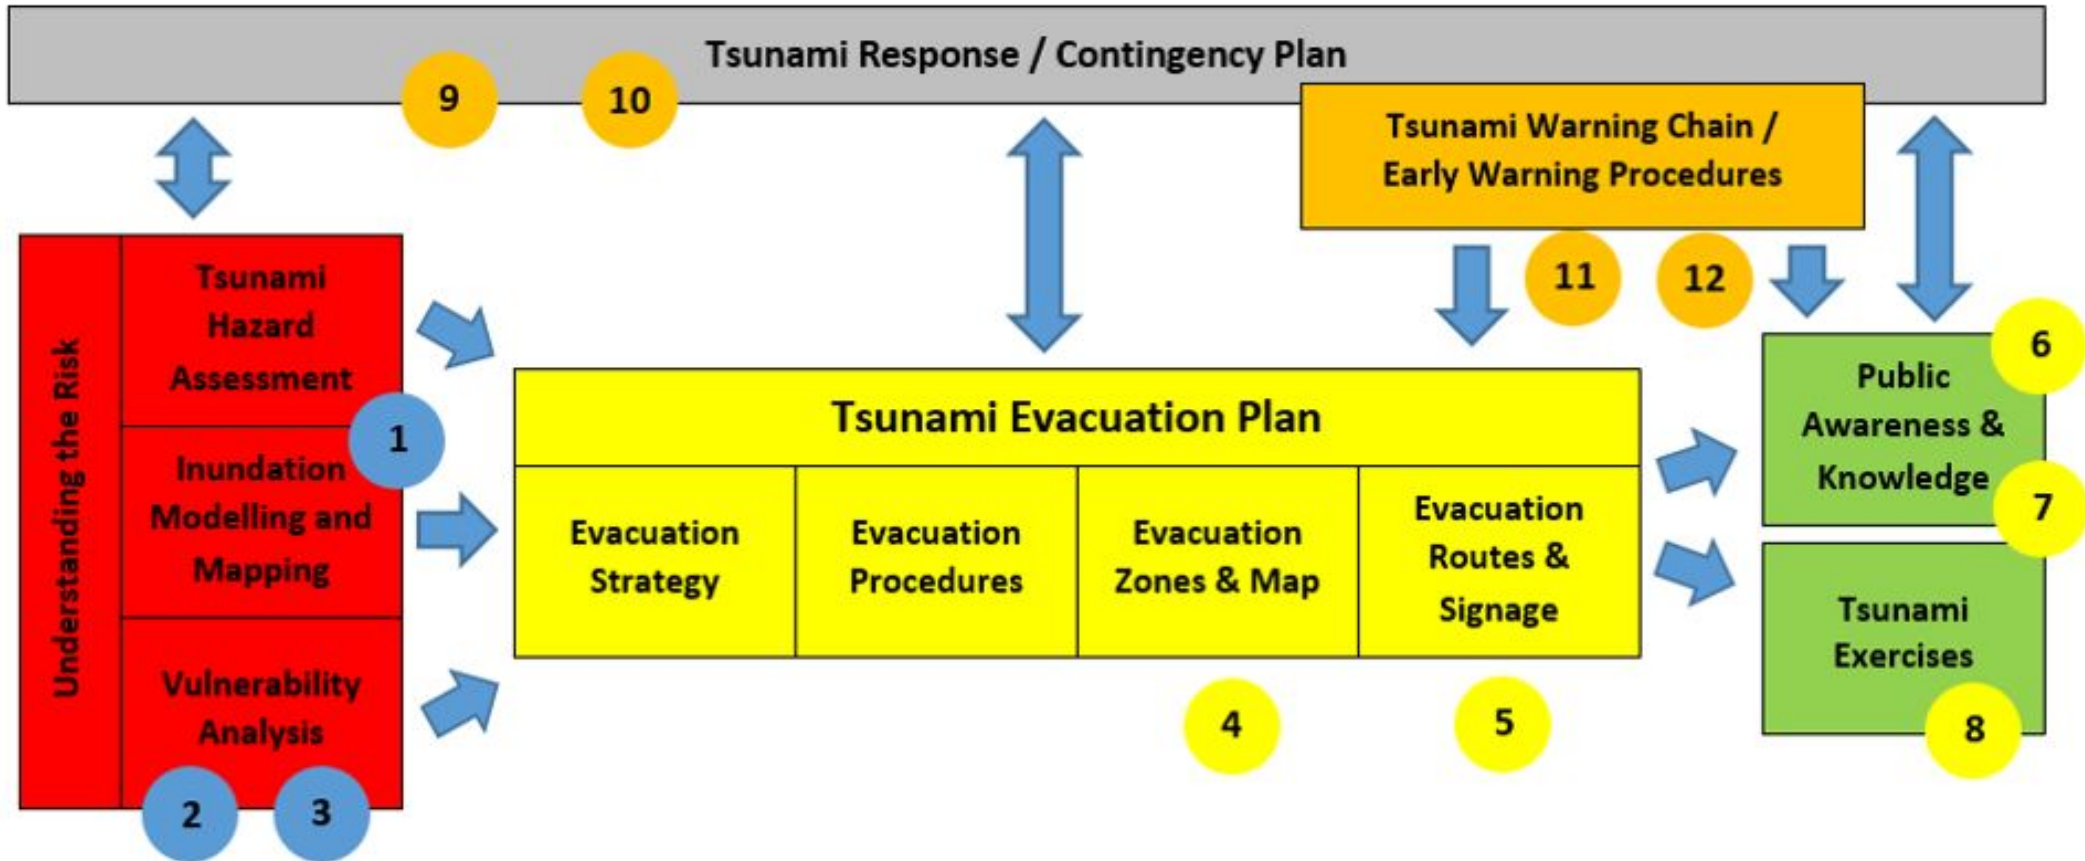 Tsunami Response / Contingency Plan
9
10
Tsunami Warning Chain /
Early Warning Procedures
11
12
Understanding the Risk
Tsunami
Hazard
Assessment
1
Inundation
Modelling and
Mapping
Vulnerability
Analysis
2
3
Tsunami Evacuation Plan
Evacuation
Strategy
Evacuation
Procedures
Evacuation
Zones & Map
Evacuation
Routes &
Signage
4
5
6
Public
Awareness &
Knowledge
7
Tsunami
Exercises
8